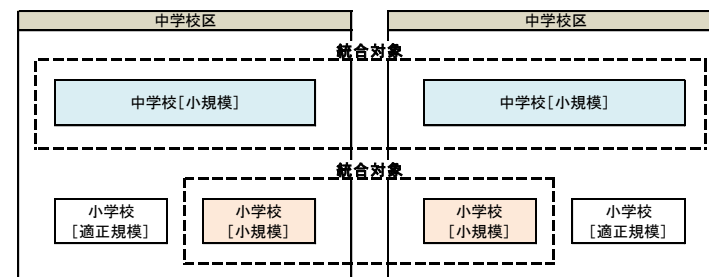 中学校区
中学校区
統合対象
中学校[小規模]
中学校[小規模]
統合対象
小学校
[適正規模]
小学校
[小規模]
小学校
[小規模]
小学校
[適正規模]